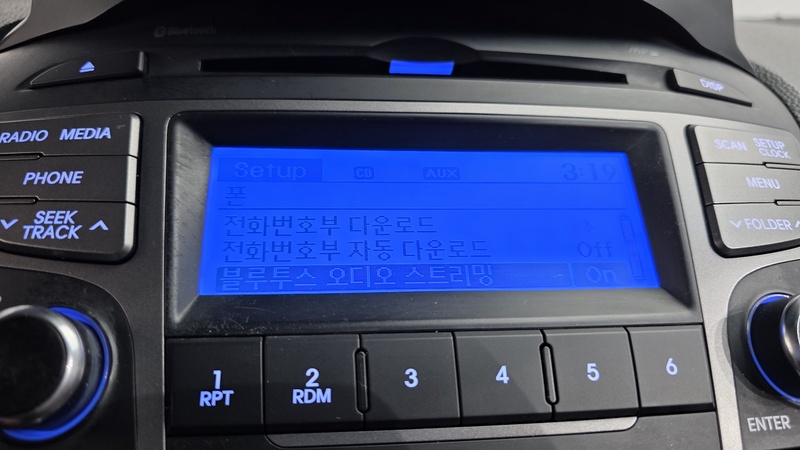 Bluetooth
DISP
RADIO MEDIA
PHONE
SEEK
TRACK
Setup CD AUX 3:19
폰
전화번호부 다운로드
전화번호부 자동 다운로드 Off
블루투스 오디오 스트리밍 On
SCAN SETUP
CLOCK
MENU
FOLDER
1
RPT
2
RDM
3
4
5
6
ENTER